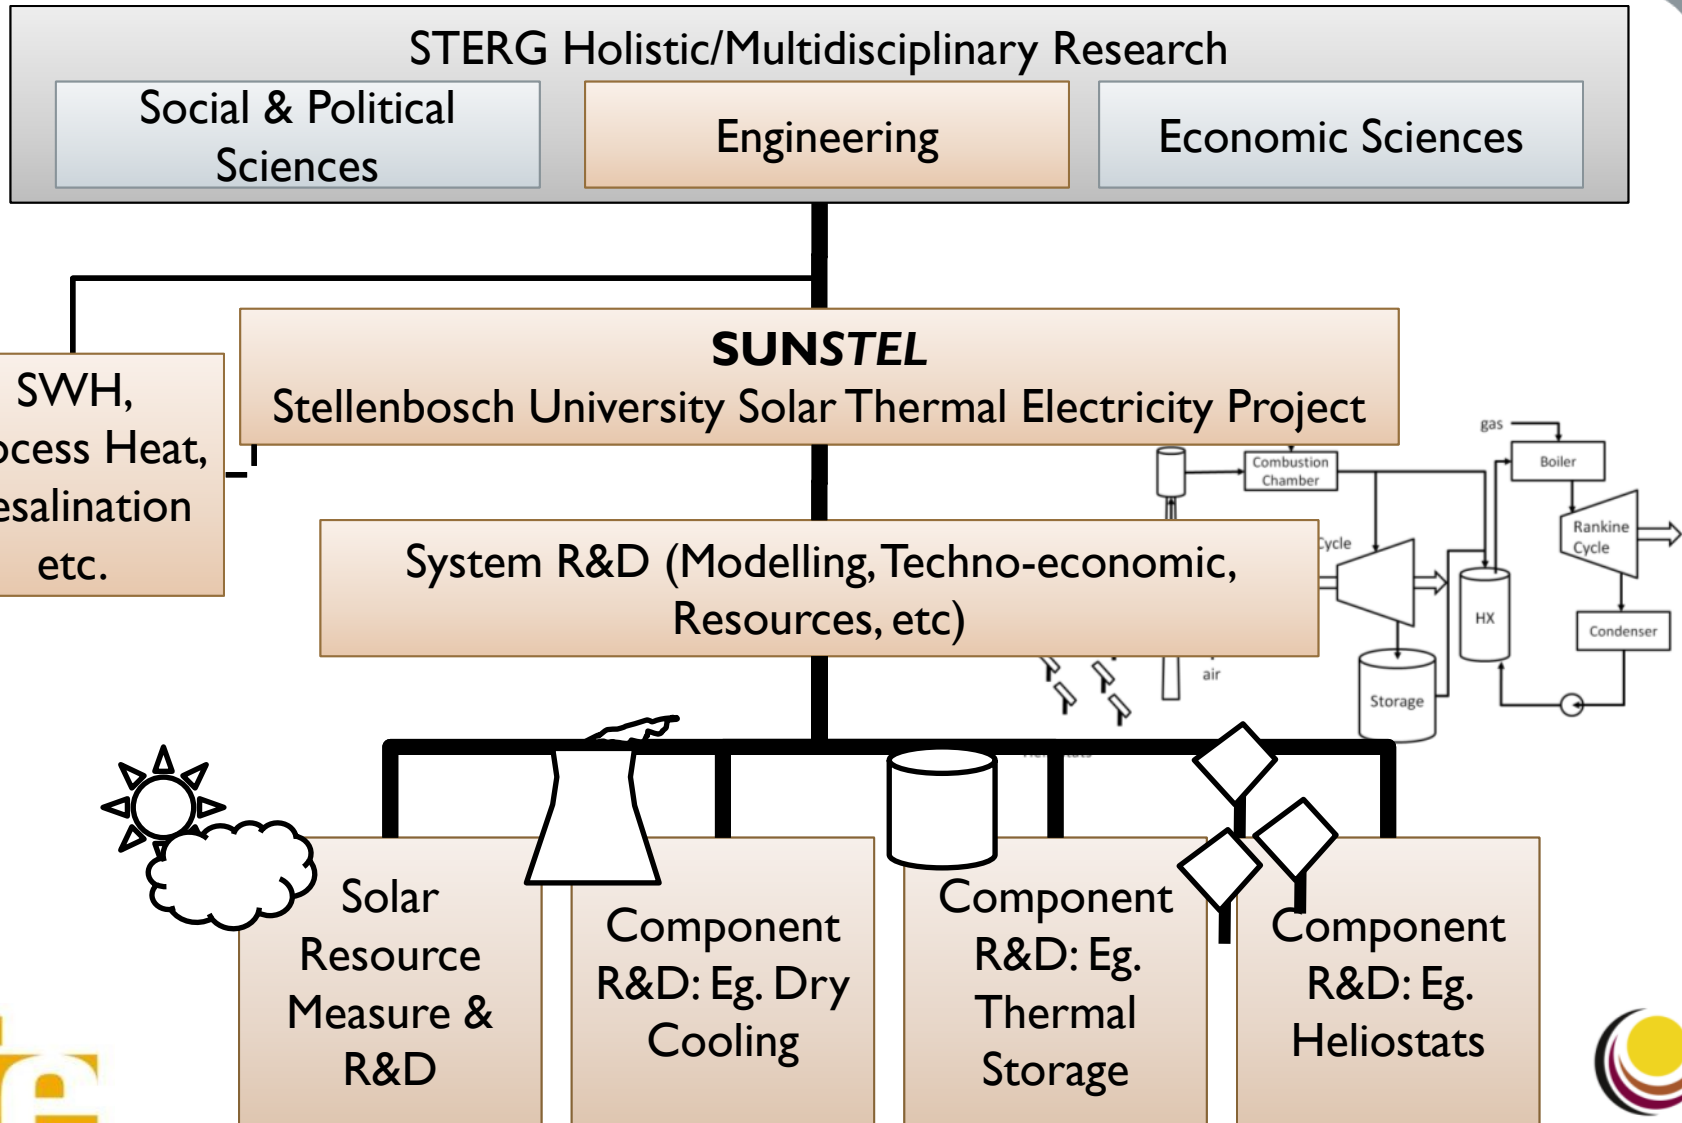 STERG Holistic/Multidisciplinary Research
Social & Political
Sciences
Engineering
Economic Sciences
SUNSTEL
Stellenbosch University Solar Thermal Electricity Project
SWH,
ocess Heat,
esalination
etc.
gas
Boiler
Combustion
Chamber
Rankine
Cycle
Cycle
HX
Condenser
Storage
air
System R&D (Modelling, Techno-economic,
Resources, etc)
Solar
Resource
Measure &
R&D
Component
R&D: Eg. Dry
Cooling
Component
R&D: Eg.
Thermal
Storage
Component
R&D: Eg.
Heliostats